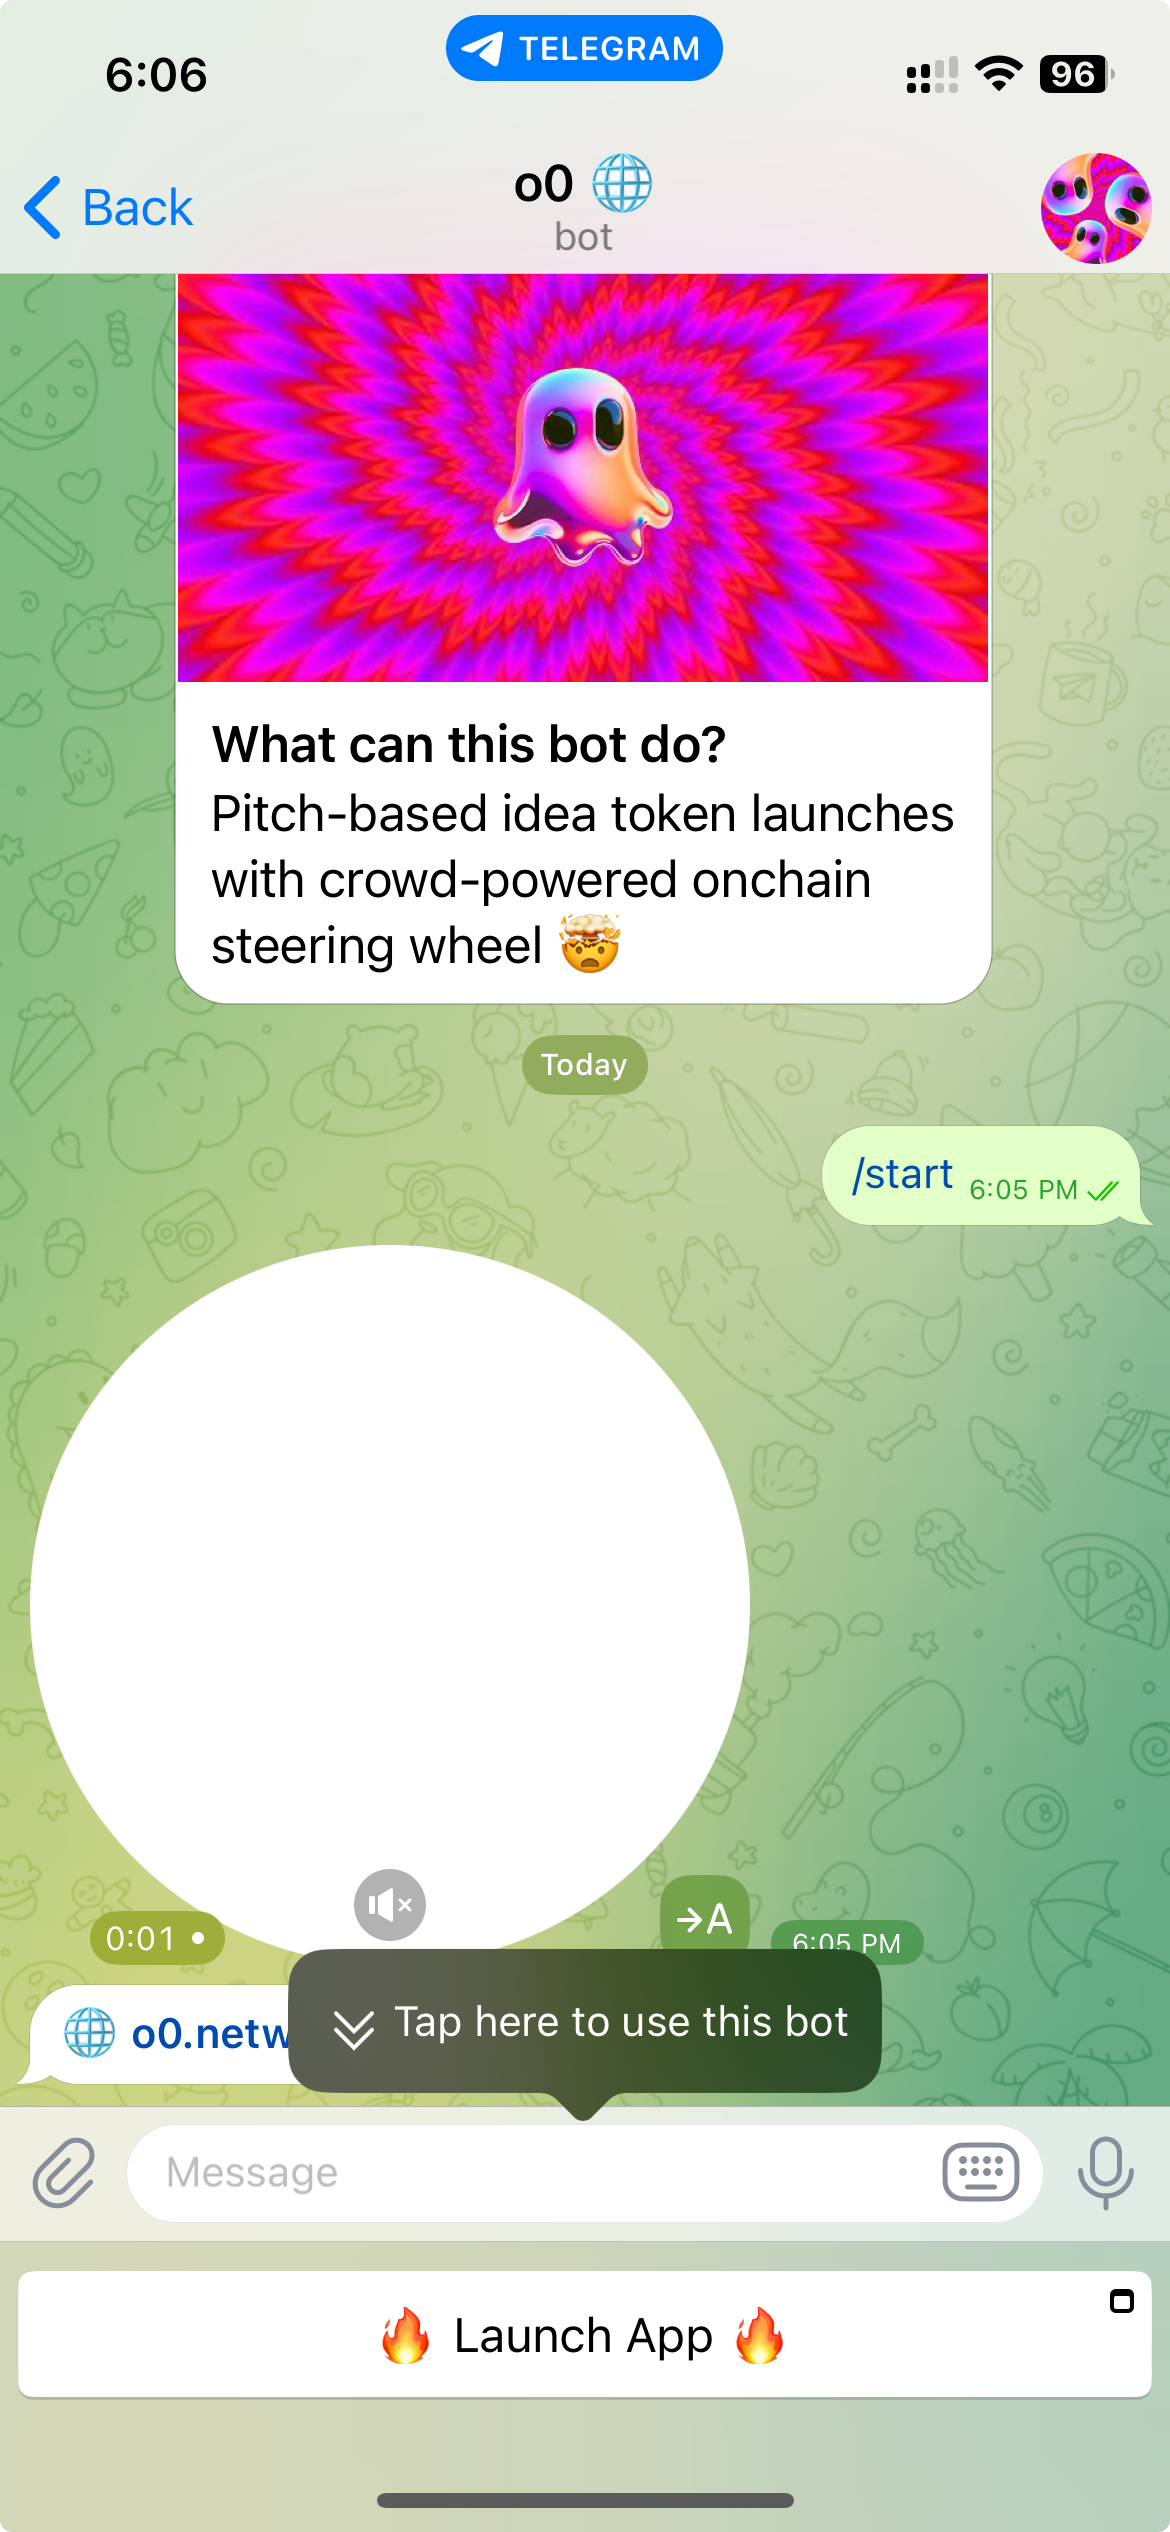 6:06
TELEGRAM
96
Back
o0 🌐
bot
What can this bot do?
Pitch-based idea token launches
with crowd-powered onchain
steering wheel 🤯
Today
/start 6:05 PM
0:01
→A
6:05 PM
🌐 o0.netw
Tap here to use this bot
Message
🔥 Launch App 🔥